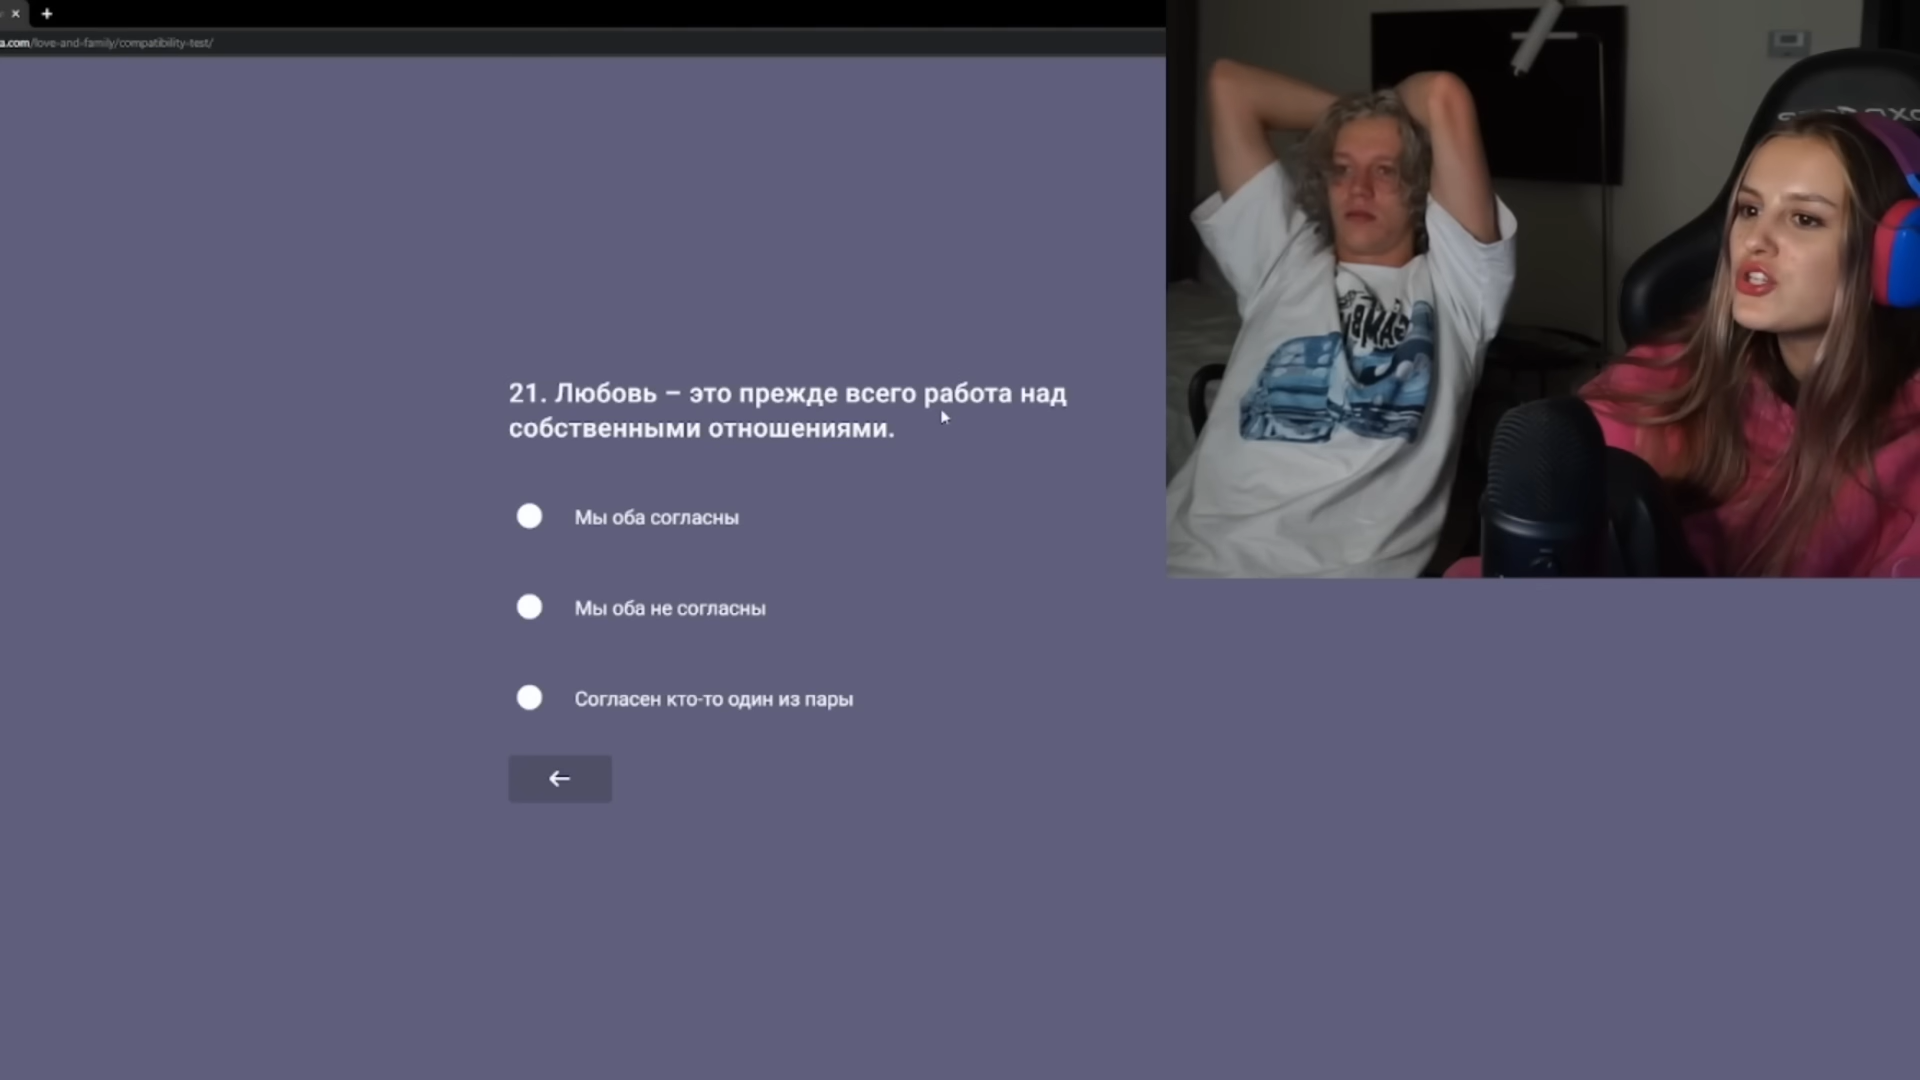 a.com/love-and-family/compatibility-test/
21. Любовь – это прежде всего работа над
собственными отношениями.
Мы оба согласны
Мы оба не согласны
Согласен кто-то один из пары